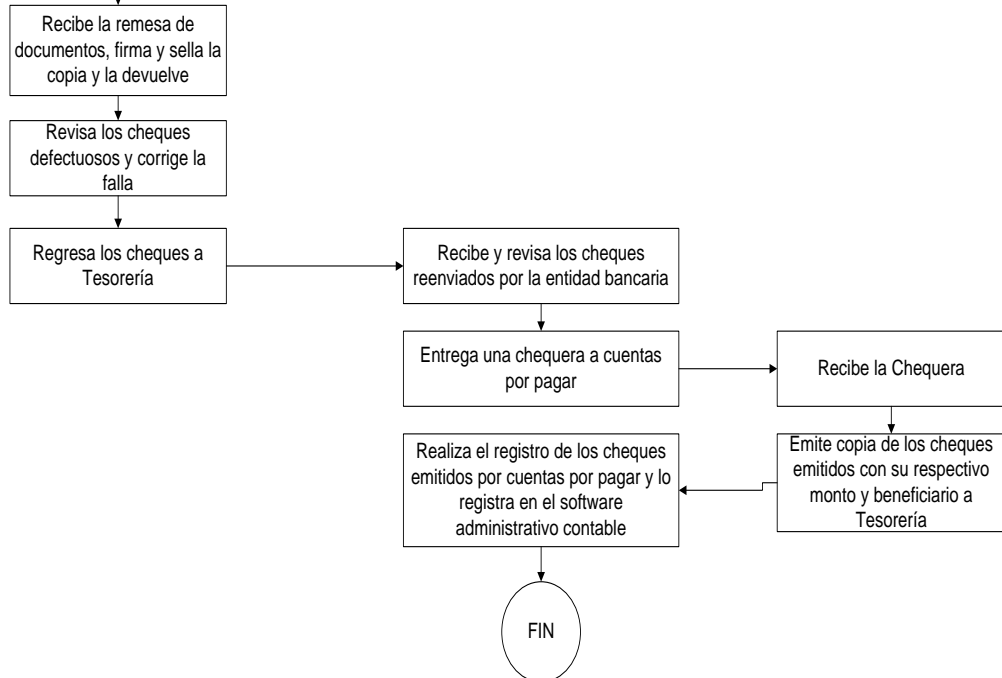 Recibe la remesa de
documentos, firma y sella la
copia y la devuelve
Revisa los cheques
defectuosos y corrige la
falla
Regresa los cheques a
Tesorería
Recibe y revisa los cheques
reenviados por la entidad bancaria
Entrega una chequera a cuentas
por pagar
Recibe la Chequera
Emite copia de los cheques
emitidos con su respectivo
monto y beneficiario a
Tesorería
Realiza el registro de los cheques
emitidos por cuentas por pagar y lo
registra en el software
administrativo contable
FIN